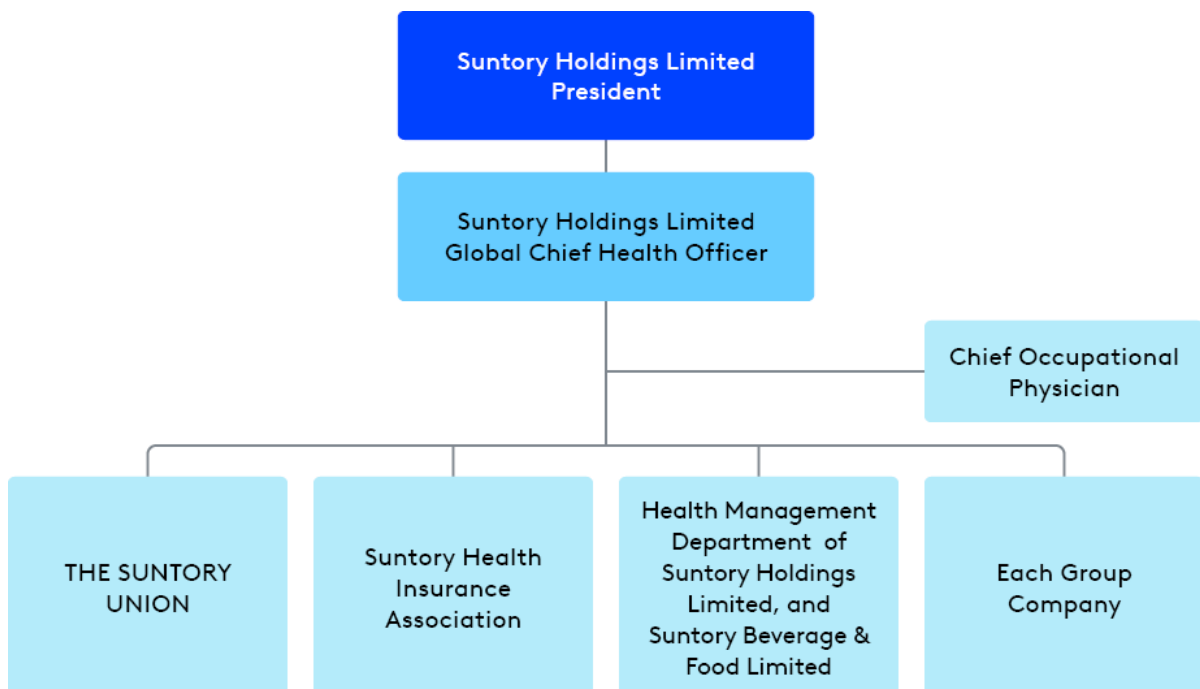 Suntory Holdings Limited
President
Suntory Holdings Limited
Global Chief Health Officer
Chief Occupational
Physician
THE SUNTORY
UNION
Suntory Health
Insurance
Association
Health Management
Department of
Suntory Holdings
Limited, and
Suntory Beverage &
Food Limited
Each Group
Company